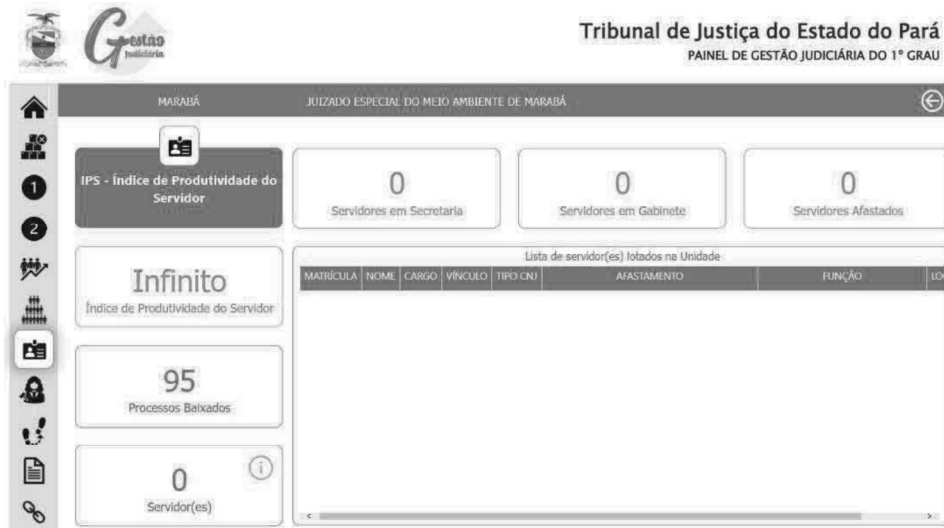 Gestão
Judiciária
Tribunal de Justiça do Estado do Pará
PAINEL DE GESTÃO JUDICIÁRIA DO 1º GRAU
MARABÁ
JUIZADO ESPECIAL DO MEIO AMBIENTE DE MARABÁ
1
2
IPS - Índice de Produtividade do
Servidor
0
Servidores em Secretaria
0
Servidores em Gabinete
0
Servidores Afastados
Infinito
Índice de Produtividade do Servidor
95
Processos Baixados
0
Servidor(es)
Lista de servidor(es) lotados na Unidade
MATRÍCULA NOME CARGO VÍNCULO TIPO CNJ AFASTAMENTO FUNÇÃO LO